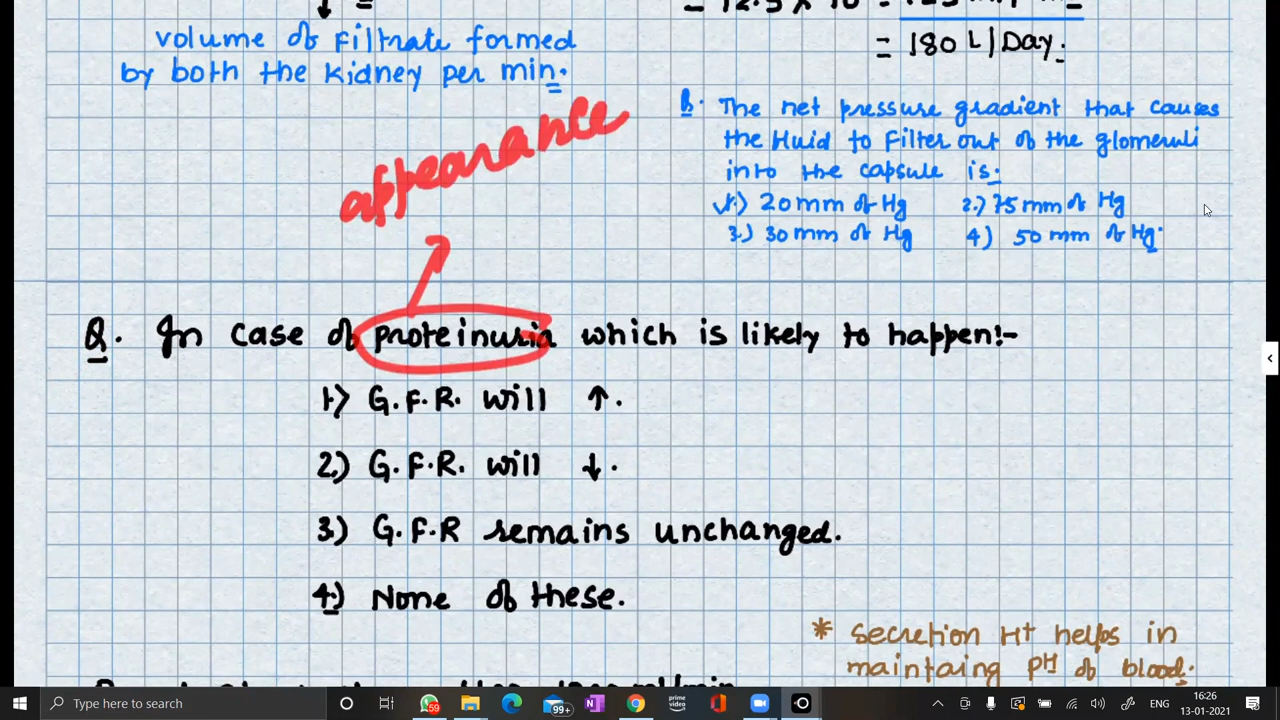 = 180 L/Day.
volume of Filtrate formed
by both the Kidney per min.
appearance
Q. The net pressure gradient that causes
the fluid to Filter out of the glomeruli
into the capsule is.
1.) 20 mm of Hg 2.) 75 mm of Hg
3.) 30 mm of Hg 4.) 50 mm of Hg.
Q. In case of proteinuria which is likely to happen:-
1.) G.F.R. will ↑.
2.) G.F.R. will ↓.
3.) G.F.R remains unchanged.
4.) None of these.
* Secretion H+ helps in
maintaing PH of blood.
Type here to search
59
99+
prime
video
ENG
16:26
13-01-2021